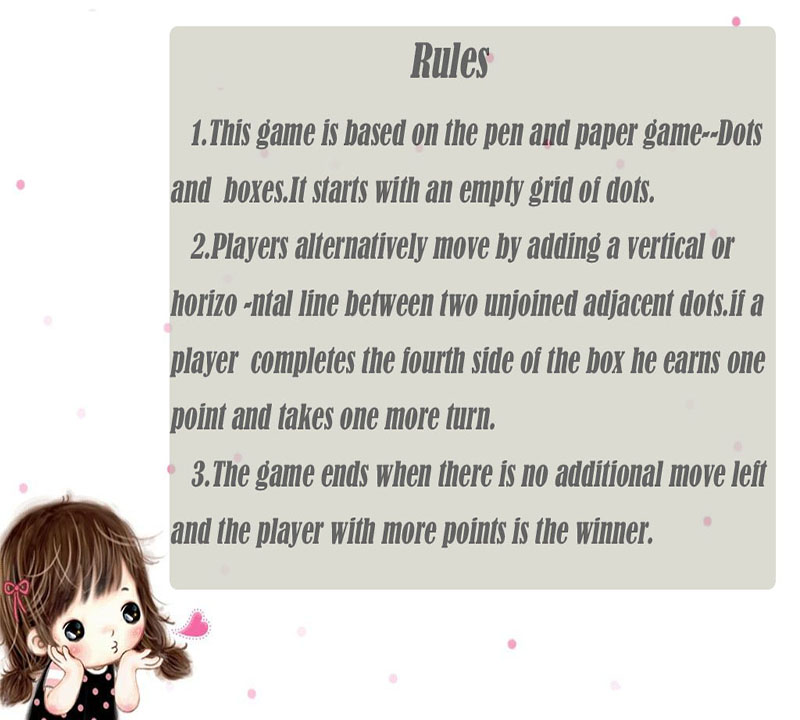 Rules
1.This game is based on the pen and paper game--Dots
and boxes.It starts with an empty grid of dots.
2.Players alternatively move by adding a vertical or
horizo -ntal line between two unjoined adjacent dots.if a
player completes the fourth side of the box he earns one
point and takes one more turn.
3.The game ends when there is no additional move left
and the player with more points is the winner.